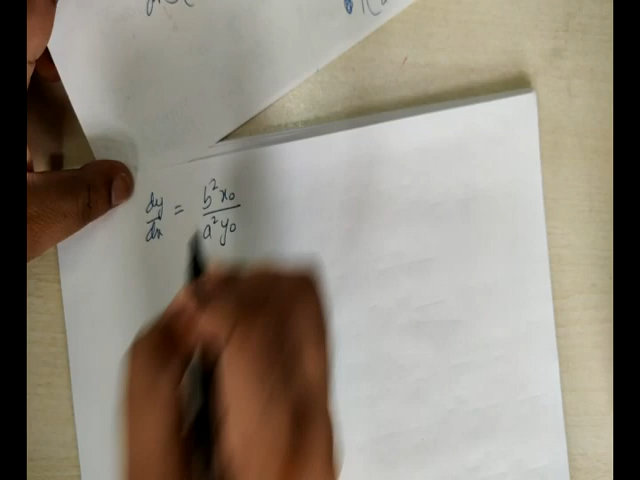 dy/dx = b²x₀/a²y₀